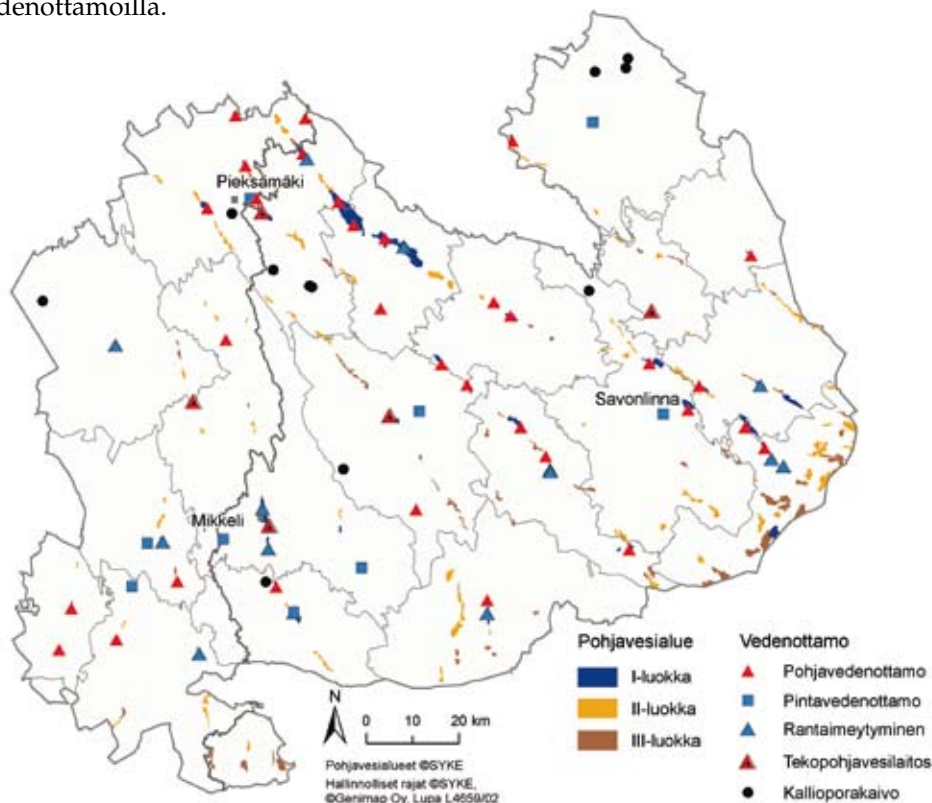 denottamoilla.
Pieksämäki
Savonlinna
Mikkeli
N
0 10 20 km
Pohjavesialueet ©SYKE
Hallinnolliset rajat ©SYKE,
©Genimap Oy, Lupa L4659/02
Pohjavesialue
I-luokka
II-luokka
III-luokka
Vedenottamo
Pohjavedenottamo
Pintavedenottamo
Rantaimeytyminen
Tekopohjavesilaitos
Kallioporakaivo